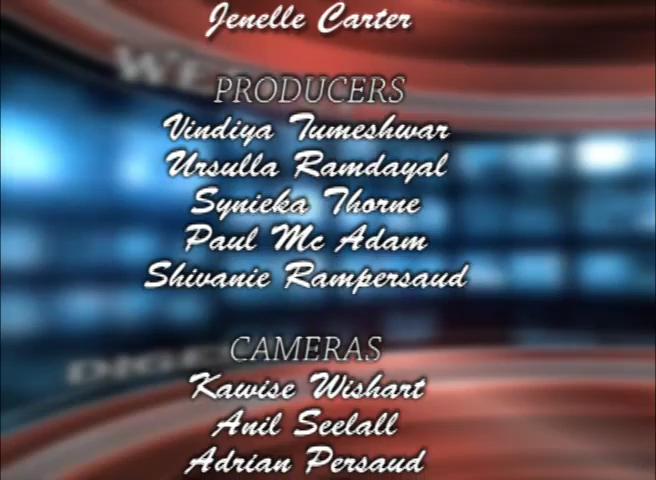 Jenelle Carter
PRODUCERS
Vindiya Tumeshwar
Ursulla Ramdayal
Synieka Thorne
Paul Mc Adam
Shivanie Rampersaud
CAMERAS
Kawise Wishart
Anil Seelall
Adrian Persaud